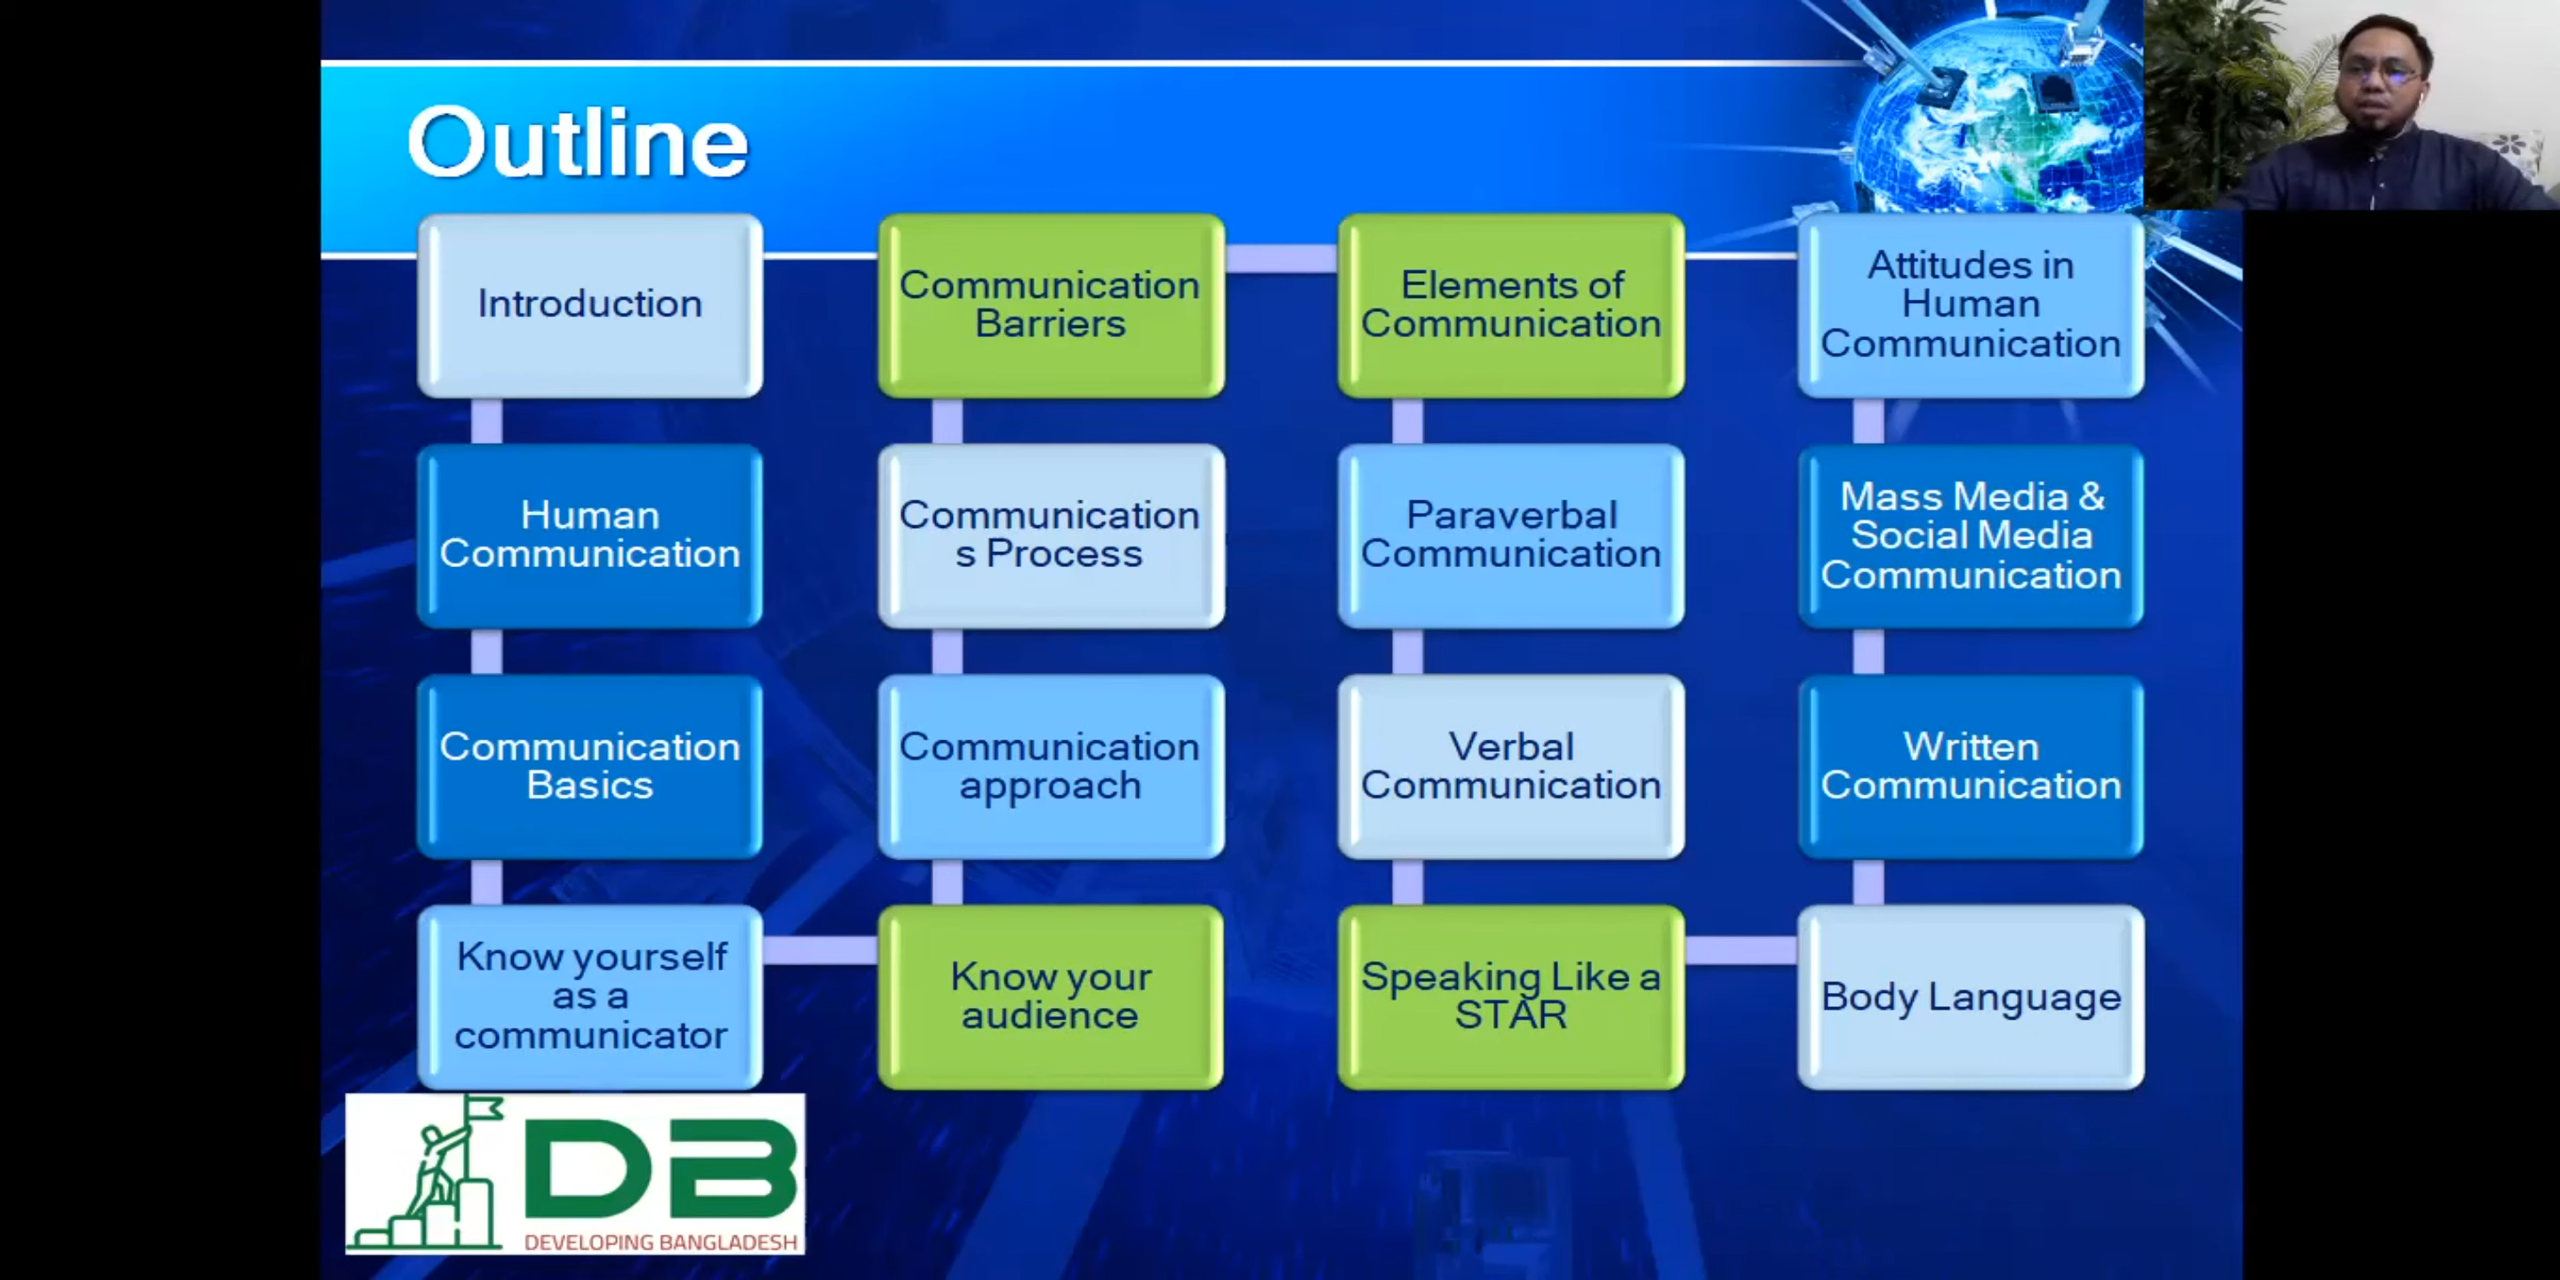 Outline
Introduction
Human
Communication
Communication
Basics
Know yourself
as a
communicator
Know your
audience
Communication
approach
Communication
s Process
Communication
Barriers
Elements of
Communication
Paraverbal
Communication
Verbal
Communication
Speaking Like a
STAR
Body Language
Written
Communication
Mass Media &
Social Media
Communication
Attitudes in
Human
Communication
DB
DEVELOPING BANGLADESH